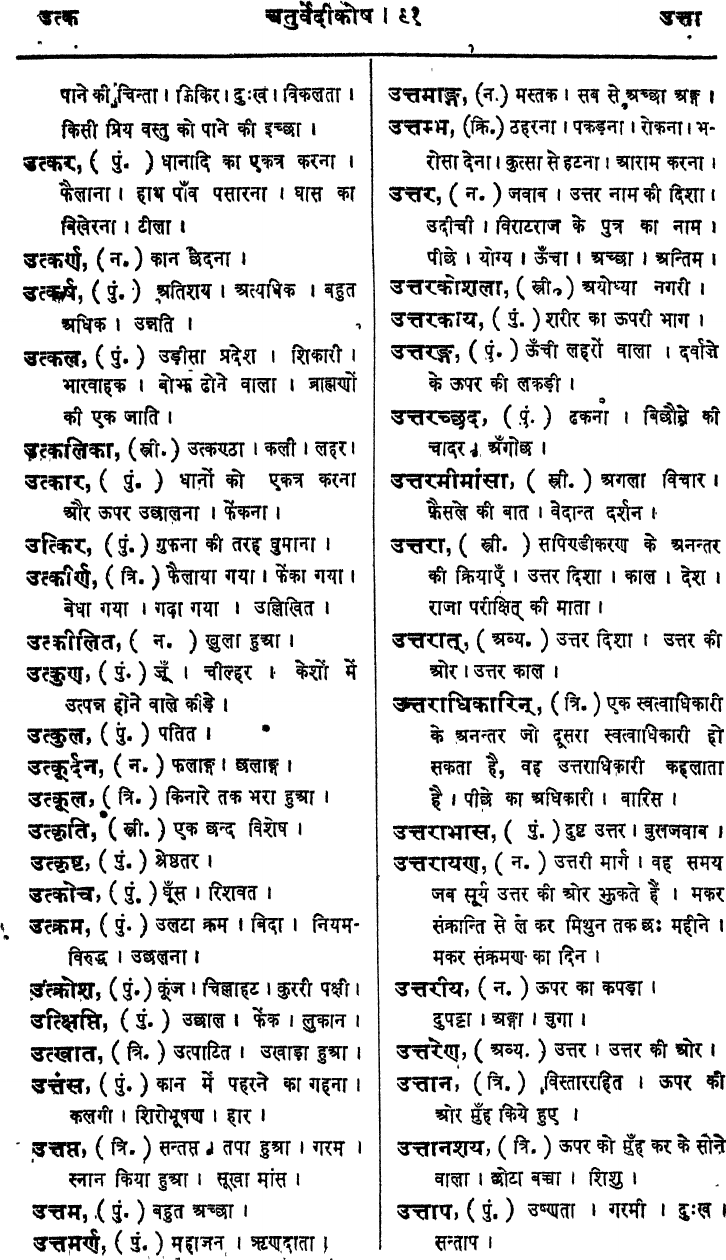 उत्क
चतुर्वेदीकोष । ९१
उत्ता
पाने की चिन्ता । फ़िकिर । दुःख । विकलता ।
किसी प्रिय वस्तु को पाने की इच्छा ।
उत्कर, ( पुं. ) धानादि का एकत्र करना ।
फैलाना । हाथ पाँव पसारना । घास का
बिखेरना । टीला ।
उत्कर्ण, ( न. ) कान छेदना ।
उत्कर्ष, ( पुं. ) अतिशय । अत्यधिक । बहुत
अधिक । उन्नति ।
उत्कल, ( पुं. ) उड़ीसा प्रदेश । शिकारी ।
भारवाहक । बोझ ढोने वाला । ब्राह्मणों
की एक जाति ।
उत्कलिका, ( स्त्री. ) उत्कण्ठा । कली । लहर ।
उत्कार, ( पुं. ) धानों को एकत्र करना
और ऊपर उछालना । फेंकना ।
उत्किर, ( पुं. ) गुफना की तरह घुमाना ।
उत्कीर्ण, ( त्रि. ) फैलाया गया । फेंका गया ।
बेधा गया । गढ़ा गया । उल्लिखित ।
उत्कीलित, ( न. ) खुला हुआ ।
उत्कुण, ( पुं. ) जूँ । चील्हर । केशों में
उत्पन्न होने वाले कीड़े ।
उत्कुल, ( पुं. ) पतित ।
उत्कूर्दन, ( न. ) फलाङ्ग । छलाङ्ग ।
उत्कूल, ( त्रि. ) किनारे तक भरा हुआ ।
उत्कृति, ( स्त्री. ) एक छन्द विशेष ।
उत्कृष्ट, ( पुं. ) श्रेष्ठतर ।
उत्कोच, ( पुं. ) घूँस । रिशवत ।
उत्क्रम, ( पुं. ) उलटा क्रम । बिदा । नियम-
विरुद्ध । उछलना ।
उत्क्रोश, ( पुं. ) कूंज । चिल्लाहट । कुररी पक्षी ।
उत्क्षिप्ति, ( पुं. ) उछाल । फेंक । लुकान ।
उत्खात, ( त्रि. ) उत्पाटित । उखाड़ा हुआ ।
उत्तंस, ( पुं. ) कान में पहरने का गहना ।
कलगी । शिरोभूषण । हार ।
उत्तप्त, ( त्रि. ) सन्तप्त । तपा हुआ । गरम ।
स्नान किया हुआ । सूखा मांस ।
उत्तम, ( पुं. ) बहुत अच्छा ।
उत्तमर्ण, ( पुं. ) महाजन । ऋणदाता ।
उत्तमाङ्ग, (न.) मस्तक । सब से अच्छा अङ्ग ।
उत्तम्भ, (क्रि.) ठहरना । पकड़ना । रोकना । भ-
रोसा देना । कुत्सा से हटना । आराम करना ।
उत्तर, ( न. ) जवाब । उत्तर नाम की दिशा ।
उदीची । विराटराज के पुत्र का नाम ।
पीछे । योग्य । ऊँचा । अच्छा । अन्तिम ।
उत्तरकोशला, ( स्त्री. ) अयोध्या नगरी ।
उत्तरकाय, ( पुं. ) शरीर का ऊपरी भाग ।
उत्तरङ्ग, ( पुं. ) ऊँची लहरों वाला । दर्वाज़े
के ऊपर की लकड़ी ।
उत्तरच्छद, ( पुं. ) ढकना । बिछौने की
चादर । अँगोछ ।
उत्तरमीमांसा, ( स्त्री. ) अगला विचार ।
फ़ैसले की बात । वेदान्त दर्शन ।
उत्तरा, ( स्त्री. ) सपिण्डीकरण के अनन्तर
की क्रियाएँ । उत्तर दिशा । काल । देश ।
राजा परीक्षित् की माता ।
उत्तरात्, ( अव्य. ) उत्तर दिशा । उत्तर की
ओर । उत्तर काल ।
उत्तराधिकारिन्, ( त्रि. ) एक स्वत्वाधिकारी
के अनन्तर जो दूसरा स्वत्वाधिकारी हो
सकता है, वह उत्तराधिकारी कहलाता
है । पीछे का अधिकारी । वारिस ।
उत्तराभास, ( पुं. ) दुष्ट उत्तर । बुलजवाब ।
उत्तरायण, ( न. ) उत्तरी मार्ग । वह समय
जब सूर्य उत्तर की ओर झुकते हैं । मकर
संक्रान्ति से ले कर मिथुन तक छः महीने ।
मकर संक्रमण का दिन ।
उत्तरीय, ( न. ) ऊपर का कपड़ा ।
दुपट्टा । अङ्गा । चुगा ।
उत्तरेण, ( अव्य. ) उत्तर । उत्तर की ओर ।
उत्तान, ( त्रि. ) विस्ताररहित । ऊपर की
ओर मुँह किये हुए ।
उत्तानशय, ( त्रि. ) ऊपर को मुँह कर के सोने
वाला । छोटा बच्चा । शिशु ।
उत्ताप, ( पुं. ) उष्णता । गरमी । दुःख ।
सन्ताप ।